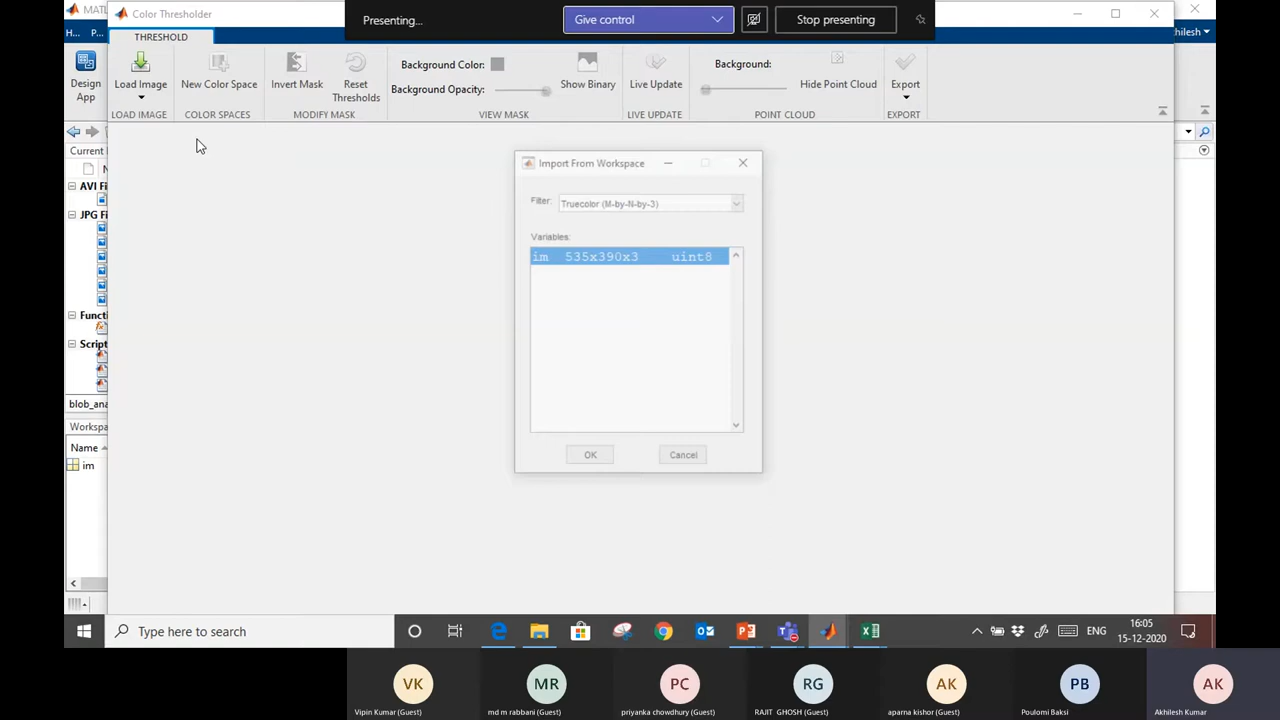 MATL
Color Thresholder
Presenting...
Give control
Stop presenting
H...
P...
THRESHOLD
khilesh
Design
App
Load Image
New Color Space
Invert Mask
Reset
Thresholds
Background Color:
Background Opacity:
Show Binary
Live Update
Background:
Hide Point Cloud
Export
LOAD IMAGE
COLOR SPACES
MODIFY MASK
VIEW MASK
LIVE UPDATE
POINT CLOUD
EXPORT
Current
N
AVI Fi
JPG Fi
Functi
Script
blob_ana
Workspa
Name
im
Import From Workspace
Filter:
Truecolor (M-by-N-by-3)
Variables:
im 535x390x3 uint8
OK
Cancel
Type here to search
ENG
16:05
15-12-2020
VK
MR
PC
RG
AK
PB
AK
Vipin Kumar (Guest)
md m rabbani (Guest)
priyanka chowdhury (Guest)
RAJIT GHOSH (Guest)
aparna kishor (Guest)
Poulomi Baksi
Akhilesh Kumar